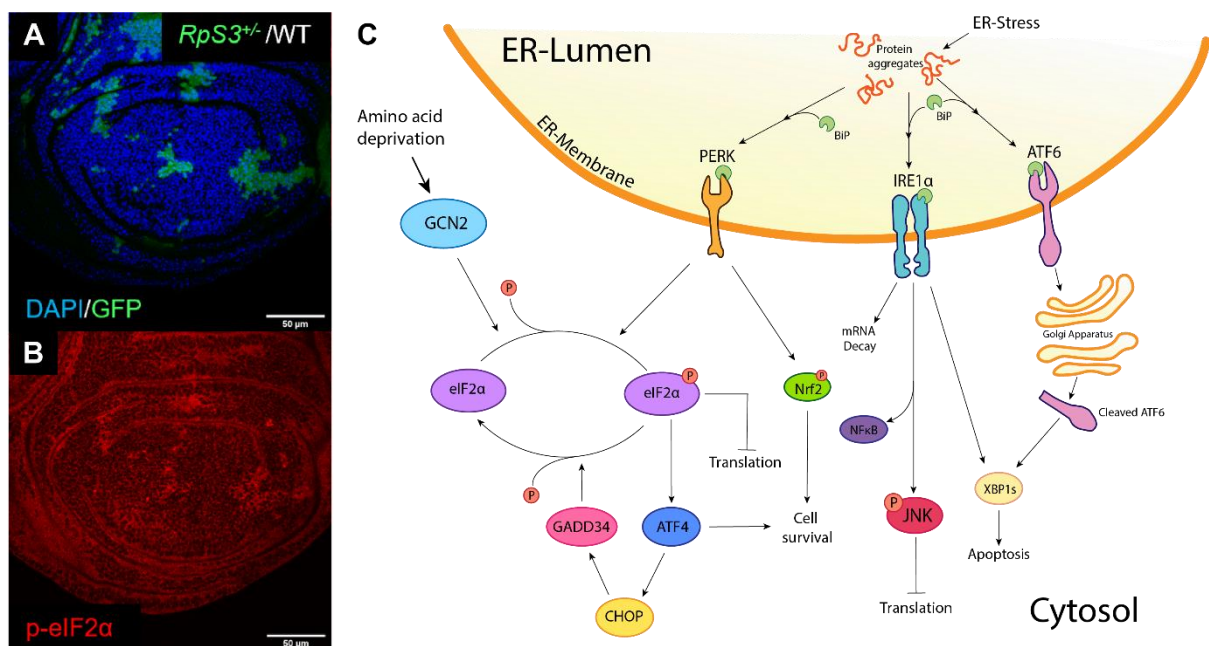 A
RpS3+/-/WT
DAPI/GFP
50 µm
B
p-eIF2α
50 µm
C
ER-Lumen
ER-Stress
Protein
aggregates
ER-Membrane
BiP
BiP
PERK
IRE1α
ATF6
Amino acid
deprivation
GCN2
P
eIF2α
eIF2α
P
P
Translation
GADD34
ATF4
CHOP
Nrf2
P
Cell
survival
mRNA
Decay
NFκB
P
JNK
Translation
Golgi Apparatus
Cleaved ATF6
XBP1s
Apoptosis
Cytosol